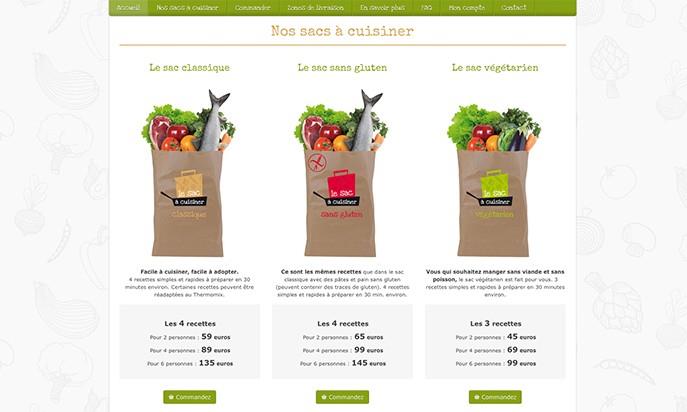 Accueil Nos sacs à cuisiner Commander Zones de livraison En savoir plus FAQ Mon compte Contact
Nos sacs à cuisiner
Le sac classique
le sac
à cuisiner
classique
Facile à cuisiner, facile à adopter.
4 recettes simples et rapides à préparer en 30
minutes environ. Certaines recettes peuvent être
réadaptées au Thermomix.
Les 4 recettes
Pour 2 personnes : 59 euros
Pour 4 personnes : 89 euros
Pour 6 personnes : 135 euros
Commandez
Le sac sans gluten
le sac
à cuisiner
sans gluten
Ce sont les mêmes recettes que dans le sac
classique avec des pâtes et pain sans gluten
(peuvent contenir des traces de gluten). 4 recettes
simples et rapides à préparer en 30 min. environ.
Les 4 recettes
Pour 2 personnes : 65 euros
Pour 4 personnes : 99 euros
Pour 6 personnes : 145 euros
Commandez
Le sac végétarien
le sac
à cuisiner
végétarien
Vous qui souhaitez manger sans viande et sans
poisson, le sac végétarien est fait pour vous. 3
recettes simples et rapides à préparer en 30 minutes
environ.
Les 3 recettes
Pour 2 personnes : 45 euros
Pour 4 personnes : 69 euros
Pour 6 personnes : 99 euros
Commandez